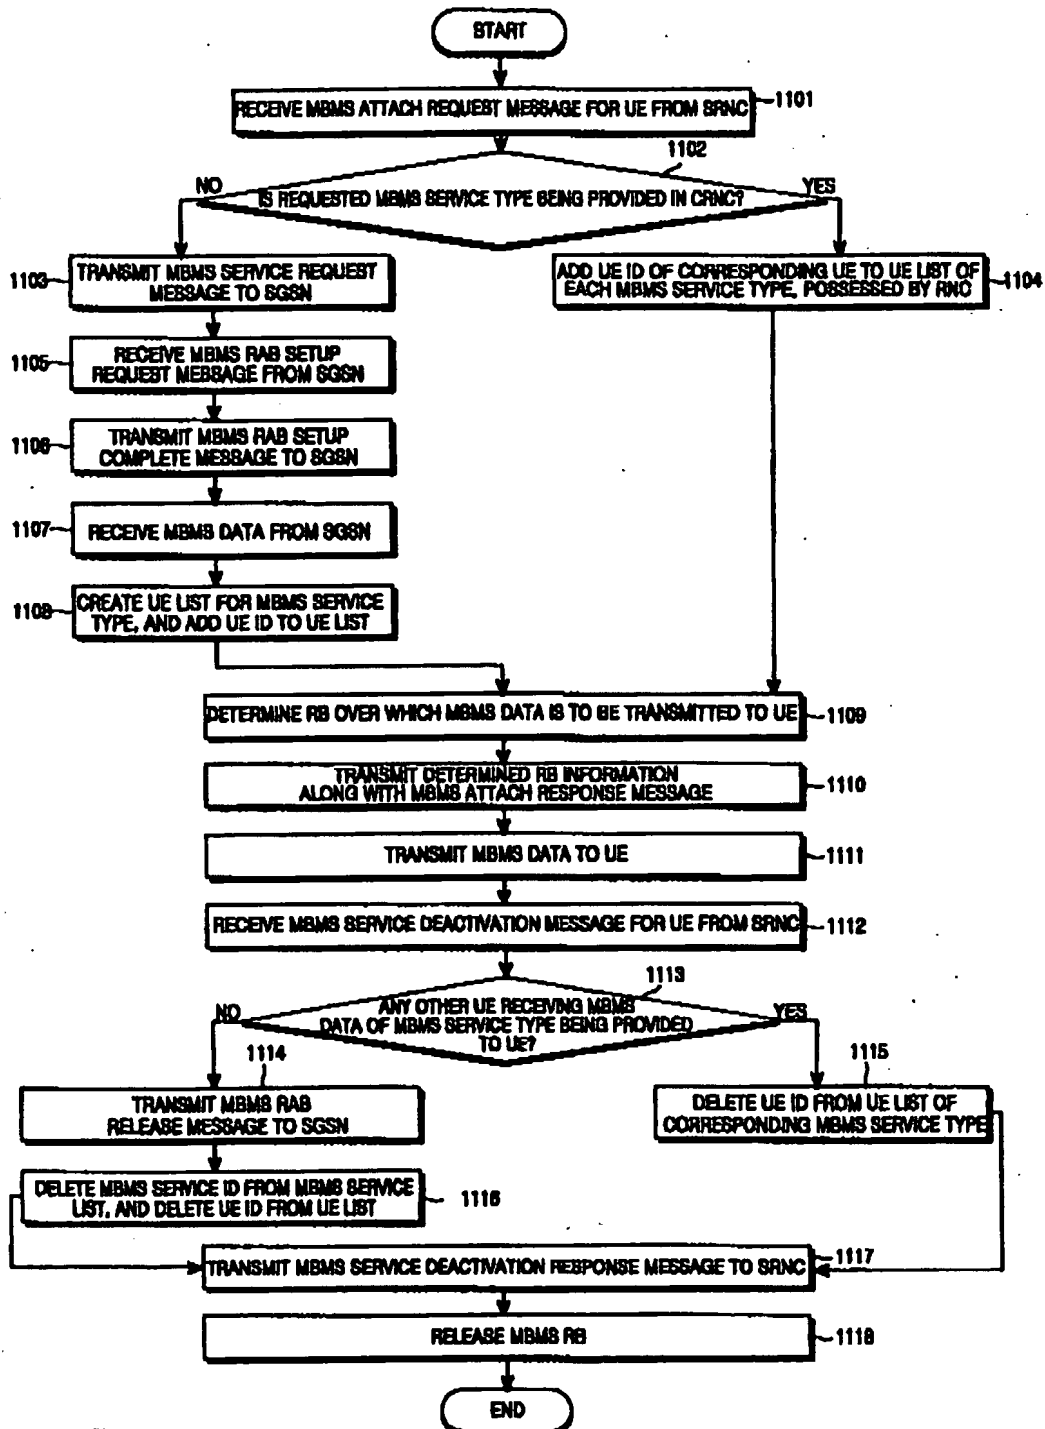 START
RECEIVE MBMS ATTACH REQUEST MESSAGE FOR UE FROM SRNC
1101
1102
NO
YES
IS REQUESTED MBMS SERVICE TYPE BEING PROVIDED IN CRNC?
1103
TRANSMIT MBMS SERVICE REQUEST
MESSAGE TO SGSN
ADD UE ID OF CORRESPONDING UE TO UE LIST OF
EACH MBMS SERVICE TYPE, POSSESSED BY RNC
1104
1105
RECEIVE MBMS RAB SETUP
REQUEST MESSAGE FROM SGSN
1106
TRANSMIT MBMS RAB SETUP
COMPLETE MESSAGE TO SGSN
1107
RECEIVE MBMS DATA FROM SGSN
1108
CREATE UE LIST FOR MBMS SERVICE
TYPE, AND ADD UE ID TO UE LIST
DETERMINE RB OVER WHICH MBMS DATA IS TO BE TRANSMITTED TO UE
1109
TRANSMIT DETERMINED RB INFORMATION
ALONG WITH MBMS ATTACH RESPONSE MESSAGE
1110
TRANSMIT MBMS DATA TO UE
1111
RECEIVE MBMS SERVICE DEACTIVATION MESSAGE FOR UE FROM SRNC
1112
1113
NO
YES
ANY OTHER UE RECEIVING MBMS
DATA OF MBMS SERVICE TYPE BEING PROVIDED
TO UE?
1114
1115
TRANSMIT MBMS RAB
RELEASE MESSAGE TO SGSN
DELETE UE ID FROM UE LIST OF
CORRESPONDING MBMS SERVICE TYPE
DELETE MBMS SERVICE ID FROM MBMS SERVICE
LIST, AND DELETE UE ID FROM UE LIST
1116
TRANSMIT MBMS SERVICE DEACTIVATION RESPONSE MESSAGE TO SRNC
1117
RELEASE MBMS RB
1118
END